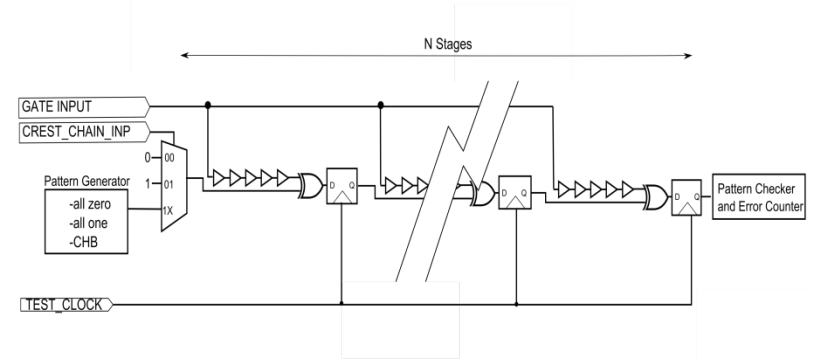 N Stages
GATE INPUT
CREST_CHAIN_INP
0
00
1
01
1X
Pattern Generator
-all zero
-all one
-CHB
D Q
D Q
D Q
Pattern Checker
and Error Counter
TEST_CLOCK